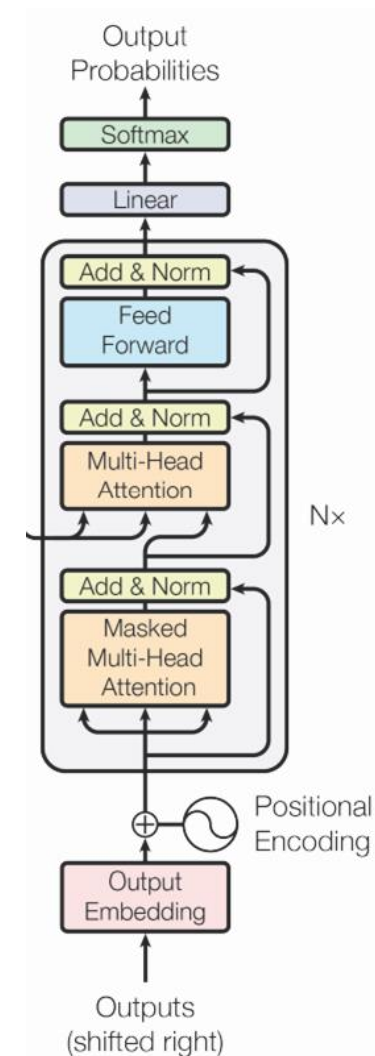 Output
Probabilities
Softmax
Linear
Add & Norm
Feed
Forward
Add & Norm
Multi-Head
Attention
N×
Add & Norm
Masked
Multi-Head
Attention
Positional
Encoding
Output
Embedding
Outputs
(shifted right)